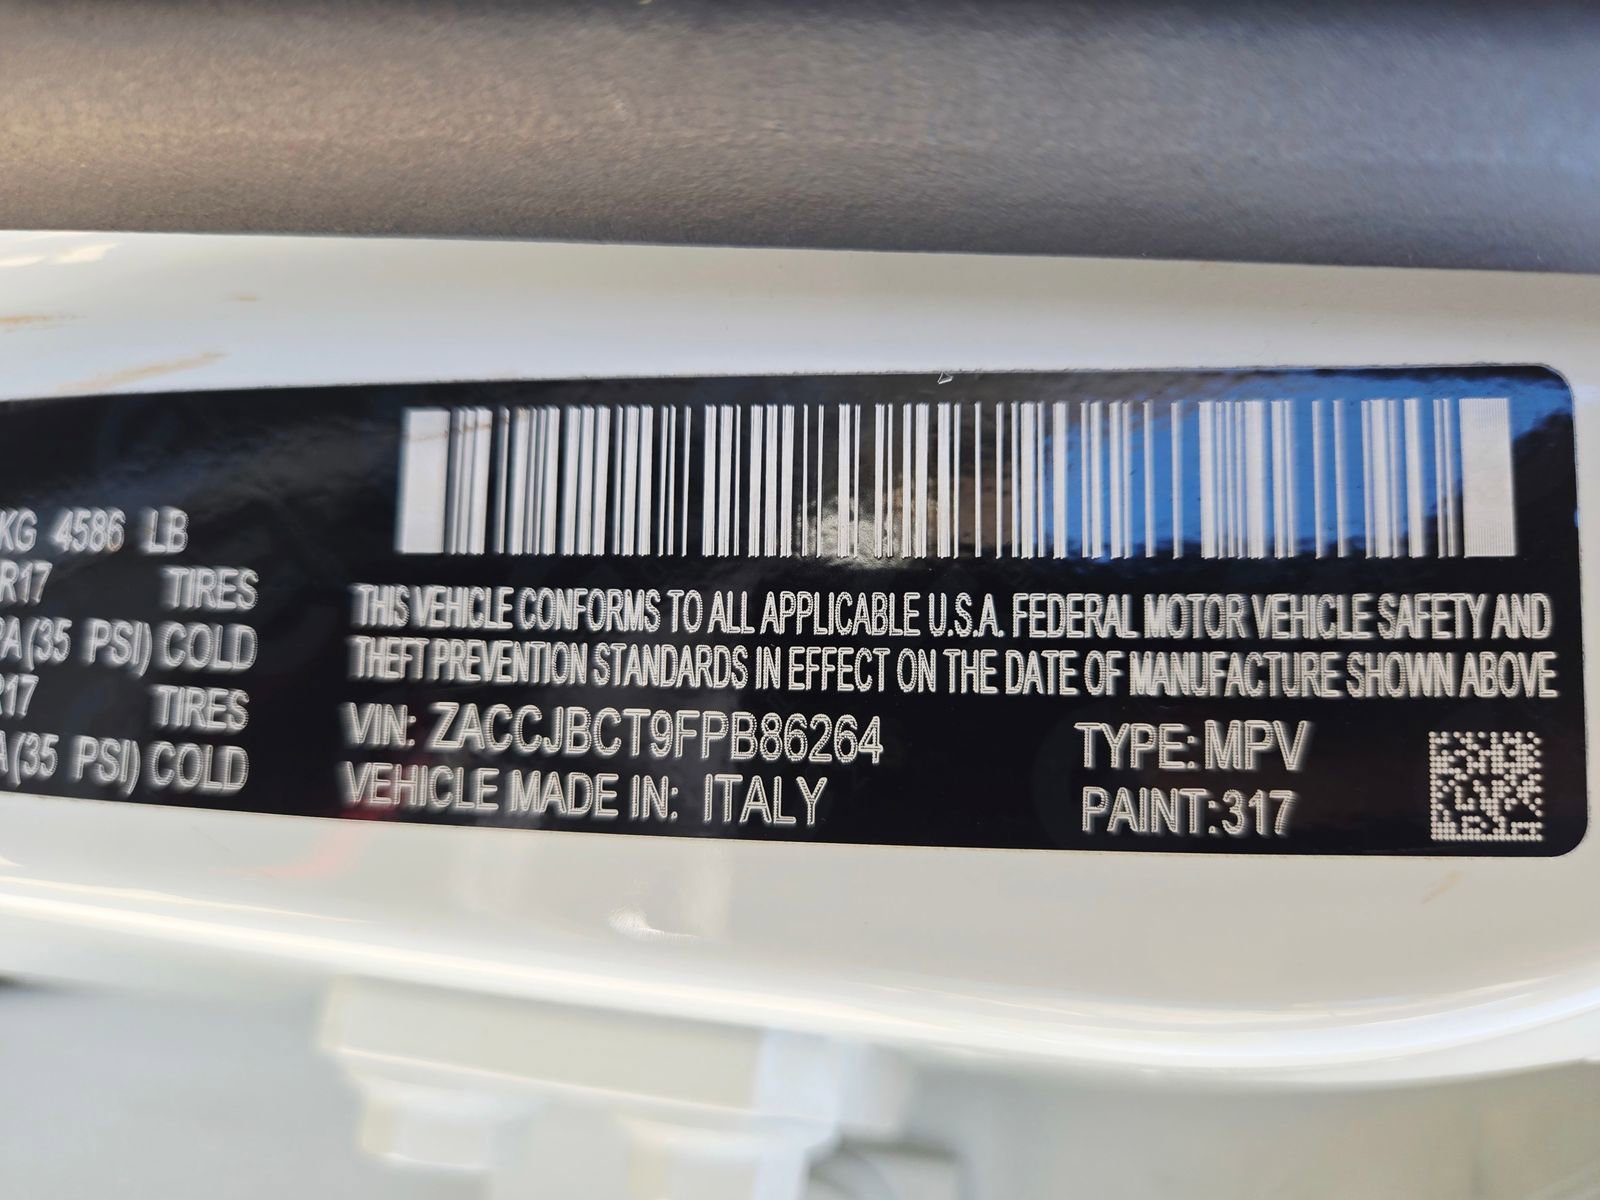 KG 4586 LB
R17 TIRES
PA(35 PSI) COLD
R17 TIRES
A(35 PSI) COLD
THIS VEHICLE CONFORMS TO ALL APPLICABLE U.S.A. FEDERAL MOTOR VEHICLE SAFETY AND
THEFT PREVENTION STANDARDS IN EFFECT ON THE DATE OF MANUFACTURE SHOWN ABOVE
VIN: ZACCJBCT9FPB86264
TYPE: MPV
VEHICLE MADE IN: ITALY
PAINT: 317